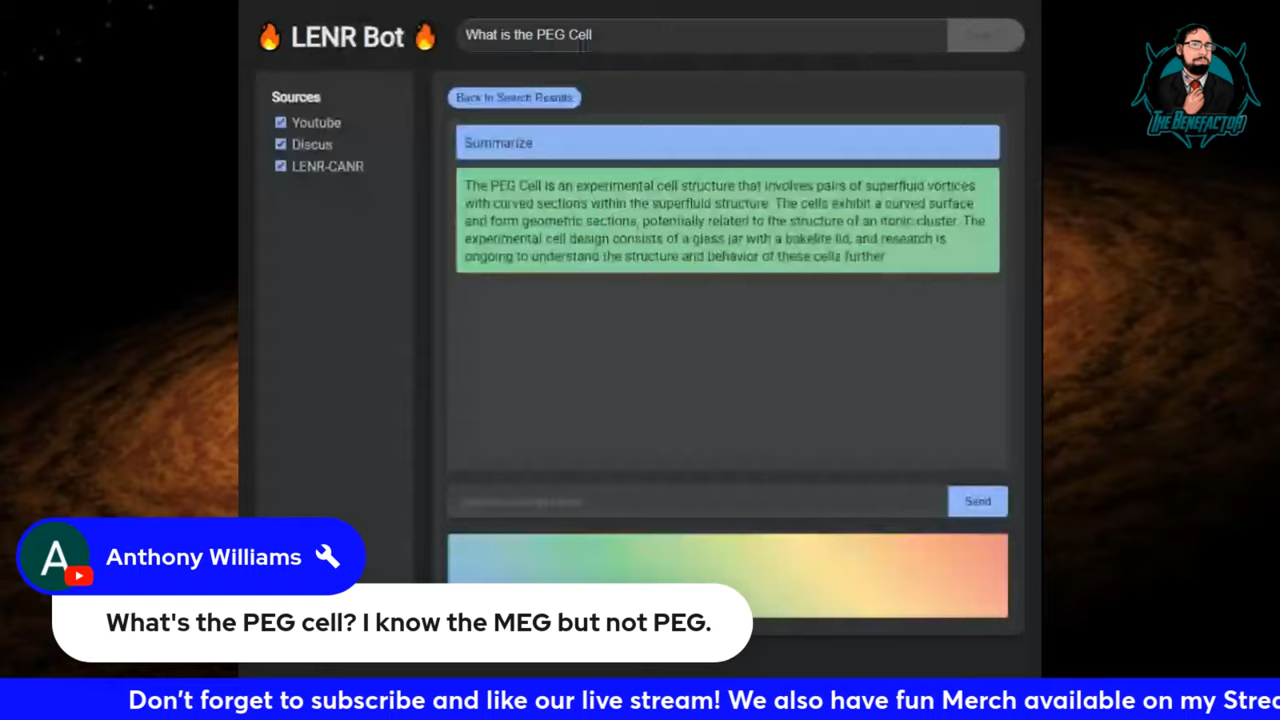 🔥 LENR Bot 🔥
What is the PEG Cell
THE BENEFACTOR
Sources
Youtube
Discus
LENR-CANR
Back to Search Results
Summarize
The PEG Cell is an experimental cell structure that involves pairs of superfluid vortices
with curved sections within the superfluid structure. The cells exhibit a curved surface
and form geometric sections, potentially related to the structure of an itonic cluster. The
experimental cell design consists of a glass jar with a bakelite lid, and research is
ongoing to understand the structure and behavior of these cells further
Send
A
Anthony Williams
What's the PEG cell? I know the MEG but not PEG.
Don't forget to subscribe and like our live stream! We also have fun Merch available on my Strea